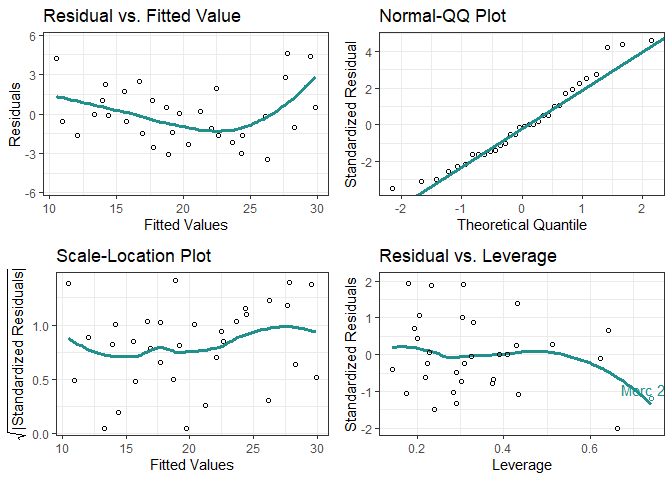 Residual vs. Fitted Value
Residuals
6
3
0
-3
-6
10
15
20
25
30
Fitted Values
Normal-QQ Plot
Standardized Residual
4
2
0
-2
-2
-1
0
1
2
Theoretical Quantile
Scale-Location Plot
√|Standardized Residuals|
1.0
0.5
0.0
10
15
20
25
30
Fitted Values
Residual vs. Leverage
Standardized Residuals
2
1
0
-1
-2
Merc 2
0.2
0.4
0.6
Leverage